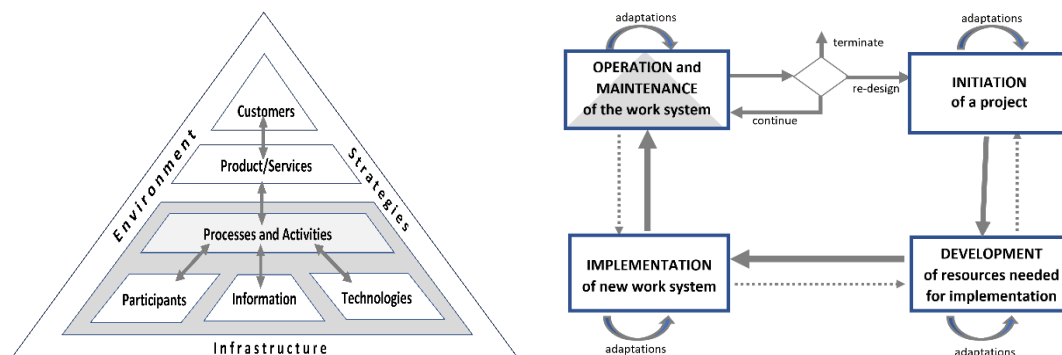 Environment
Strategies
Customers
Product/Services
Processes and Activities
Participants
Information
Technologies
Infrastructure
adaptations
OPERATION and
MAINTENANCE
of the work system
terminate
re-design
continue
adaptations
INITIATION
of a project
IMPLEMENTATION
of new work system
adaptations
DEVELOPMENT
of resources needed
for implementation
adaptations